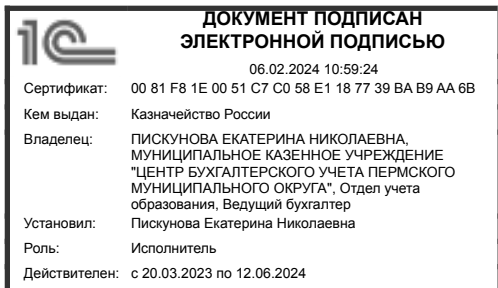 1С
ДОКУМЕНТ ПОДПИСАН
ЭЛЕКТРОННОЙ ПОДПИСЬЮ
06.02.2024 10:59:24
Сертификат: 00 81 F8 1E 00 51 C7 C0 58 E1 18 77 39 BA B9 AA 6B
Кем выдан: Казначейство России
Владелец: ПИСКУНОВА ЕКАТЕРИНА НИКОЛАЕВНА,
МУНИЦИПАЛЬНОЕ КАЗЕННОЕ УЧРЕЖДЕНИЕ
"ЦЕНТР БУХГАЛТЕРСКОГО УЧЕТА ПЕРМСКОГО
МУНИЦИПАЛЬНОГО ОКРУГА", Отдел учета
образования, Ведущий бухгалтер
Установил: Пискунова Екатерина Николаевна
Роль: Исполнитель
Действителен: с 20.03.2023 по 12.06.2024